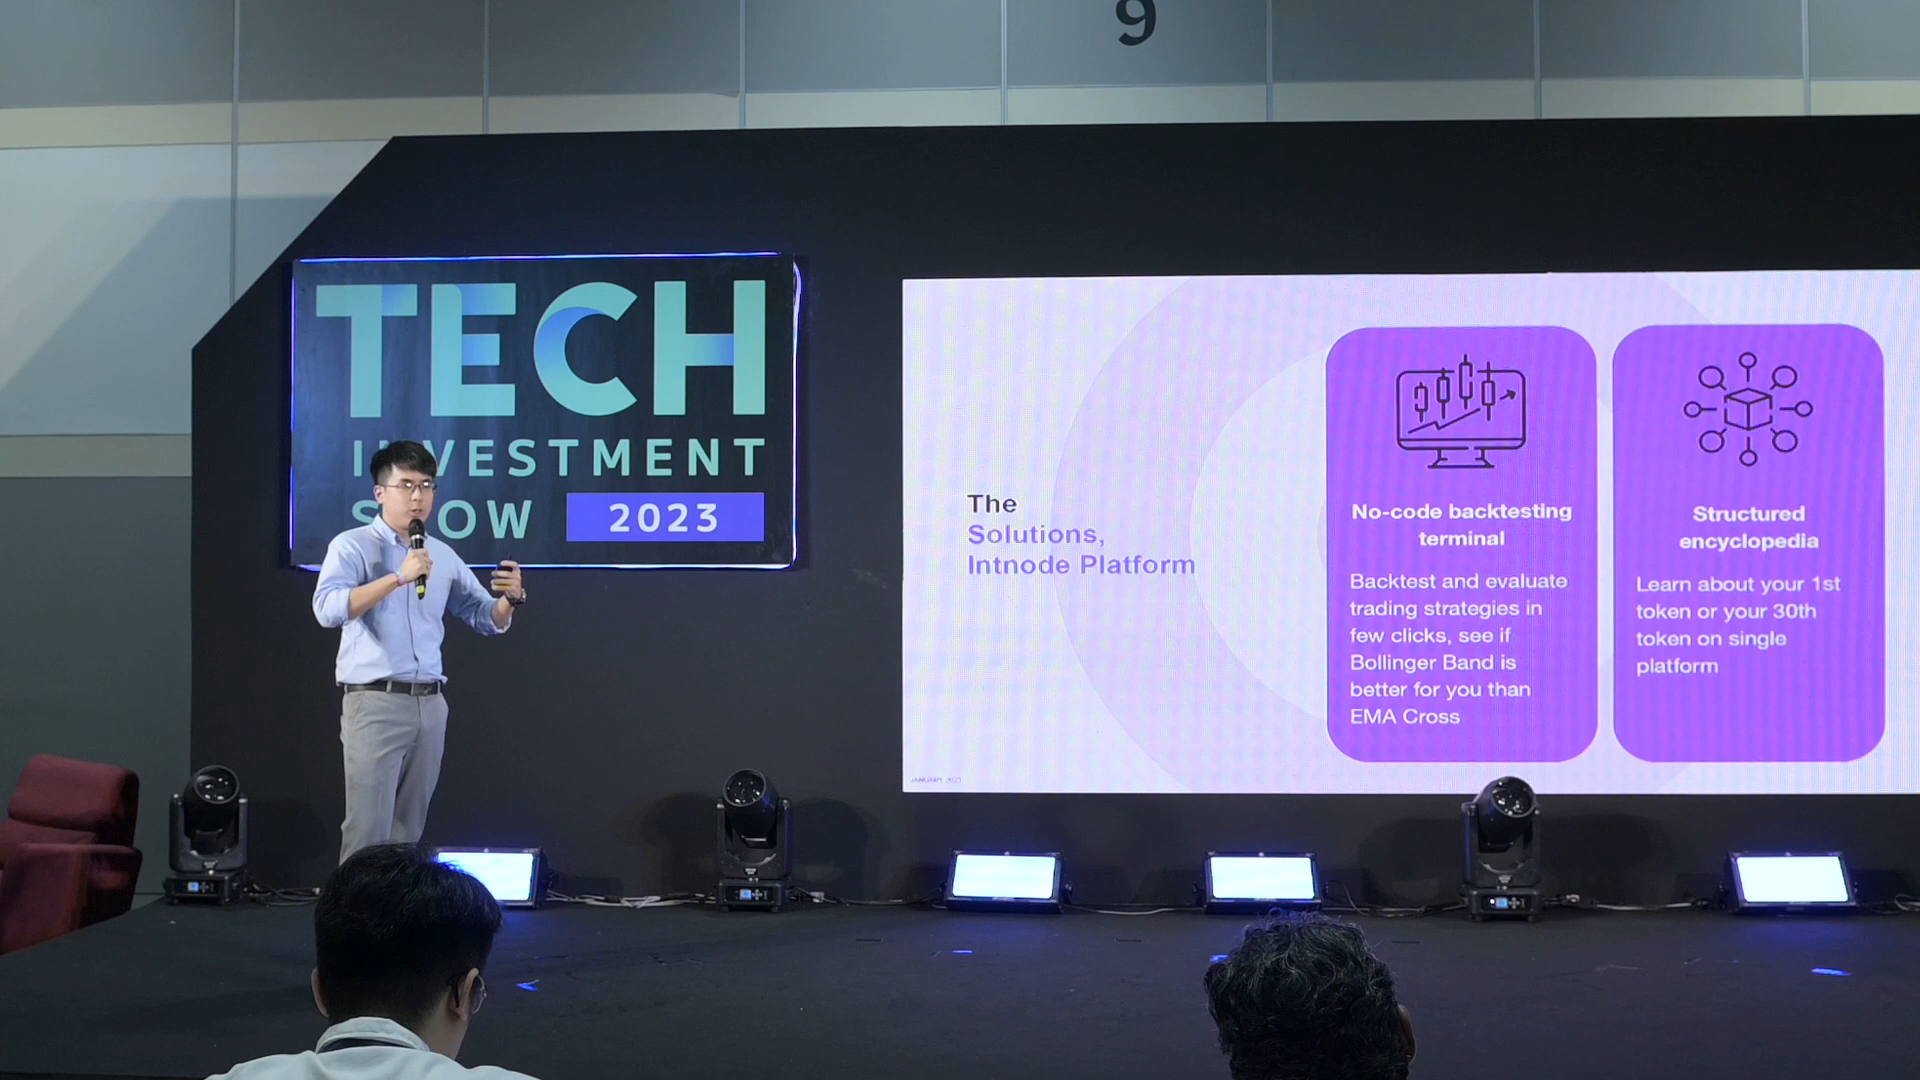 9
TECH
INVESTMENT
SHOW 2023
The
Solutions,
Intnode Platform
No-code backtesting
terminal
Backtest and evaluate
trading strategies in
few clicks, see if
Bollinger Band is
better for you than
EMA Cross
Structured
encyclopedia
Learn about your 1st
token or your 30th
token on single
platform
JANUARY 2023